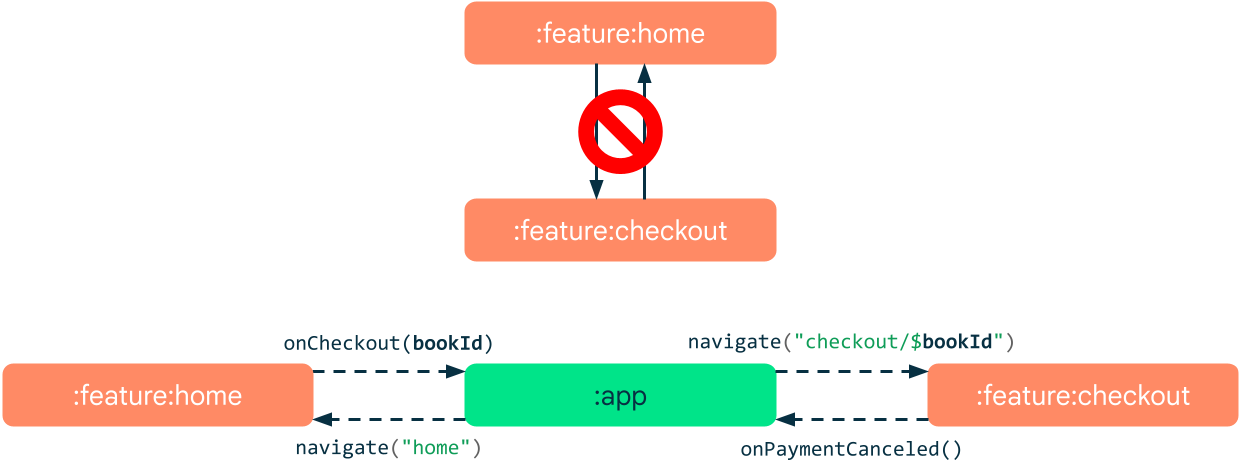 :feature:home
:feature:checkout
onCheckout(bookId)
navigate("checkout/$bookId")
:feature:home
:app
:feature:checkout
navigate("home")
onPaymentCanceled()